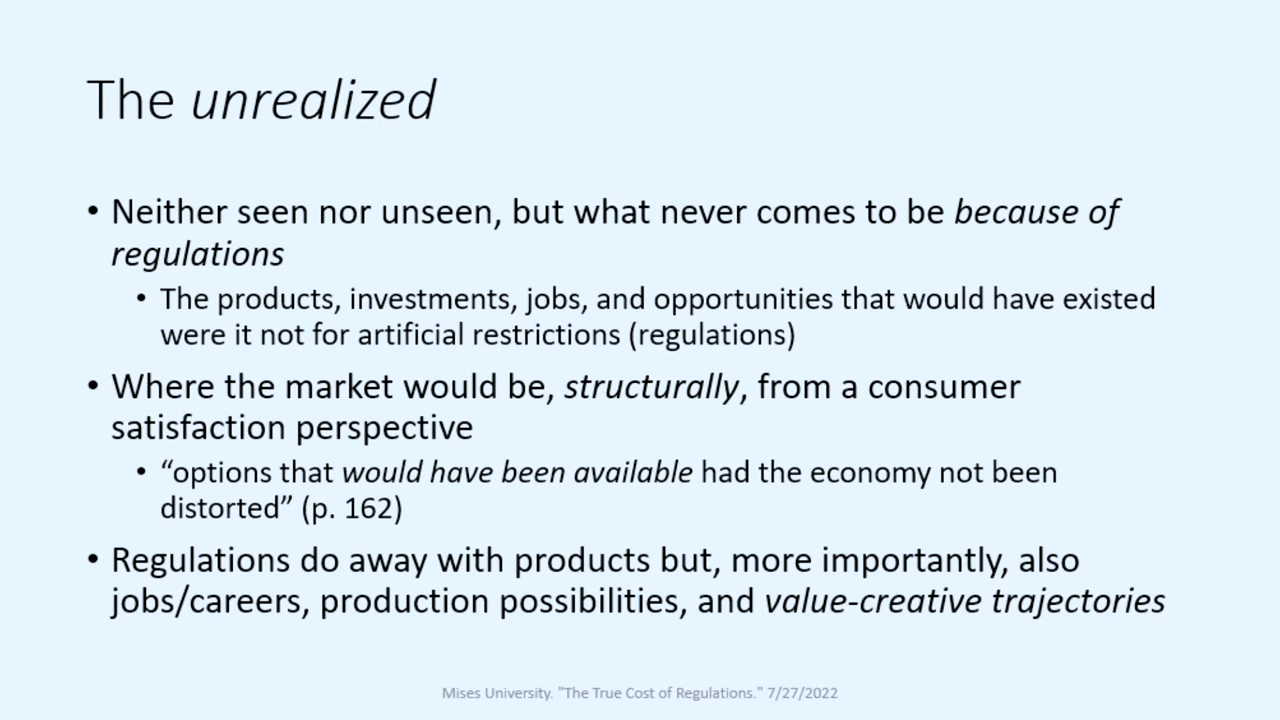 The unrealized
• Neither seen nor unseen, but what never comes to be because of
regulations
• The products, investments, jobs, and opportunities that would have existed
were it not for artificial restrictions (regulations)
• Where the market would be, structurally, from a consumer
satisfaction perspective
• “options that would have been available had the economy not been
distorted” (p. 162)
• Regulations do away with products but, more importantly, also
jobs/careers, production possibilities, and value-creative trajectories
Mises University. "The True Cost of Regulations." 7/27/2022